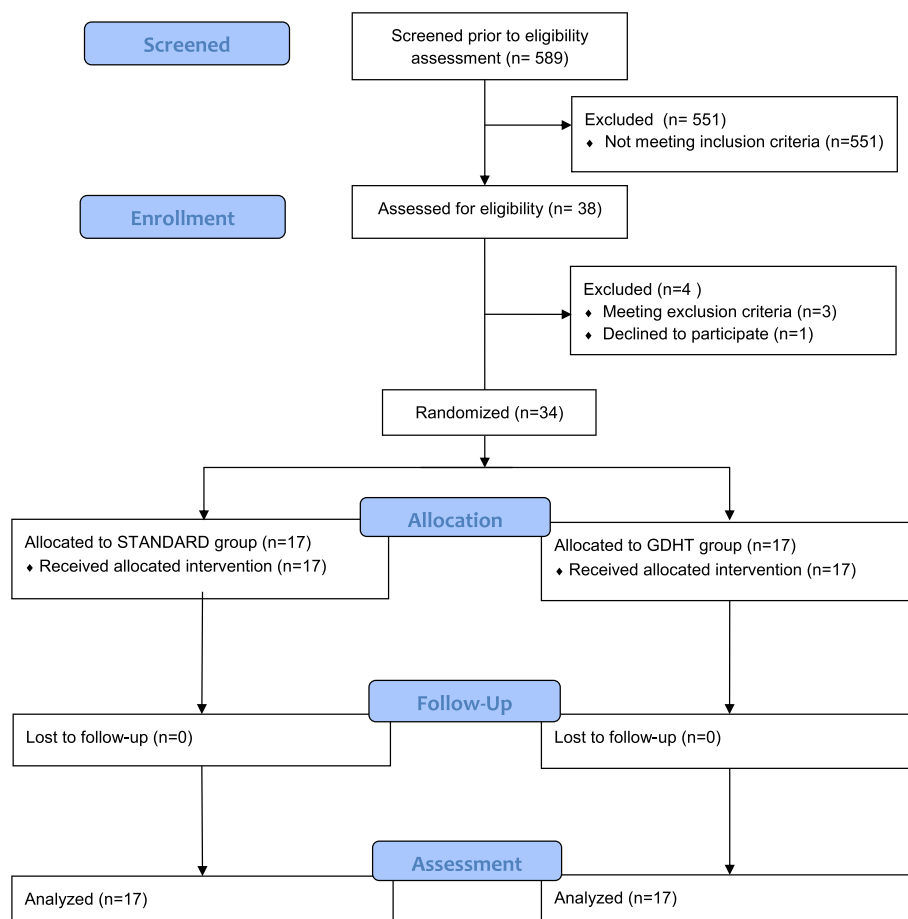 Screened
Screened prior to eligibility
assessment (n= 589)
Excluded  (n= 551)
♦ Not meeting inclusion criteria (n=551)
Enrollment
Assessed for eligibility (n= 38)
Excluded (n=4 )
♦ Meeting exclusion criteria (n=3)
♦ Declined to participate (n=1)
Randomized (n=34)
Allocation
Allocated to STANDARD group (n=17)
♦ Received allocated intervention (n=17)
Allocated to GDHT group (n=17)
♦ Received allocated intervention (n=17)
Follow-Up
Lost to follow-up (n=0)
Lost to follow-up (n=0)
Assessment
Analyzed (n=17)
Analyzed (n=17)